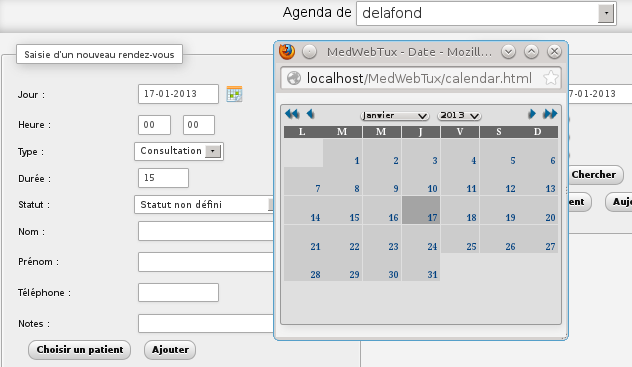 Agenda de delafond
Saisie d'un nouveau rendez-vous
Jour : 17-01-2013
Heure : 00 00
Type : Consultation
Durée : 15
Statut : Statut non défini
Nom :
Prénom :
Téléphone :
Notes :
Choisir un patient Ajouter
MedWebTux - Date - Mozill...
localhost/MedWebTux/calendar.html
Janvier 2013
L M M J V S D
1 2 3 4 5 6
7 8 9 10 11 12 13
14 15 16 17 18 19 20
21 22 23 24 25 26 27
28 29 30 31
7-01-2013
Chercher